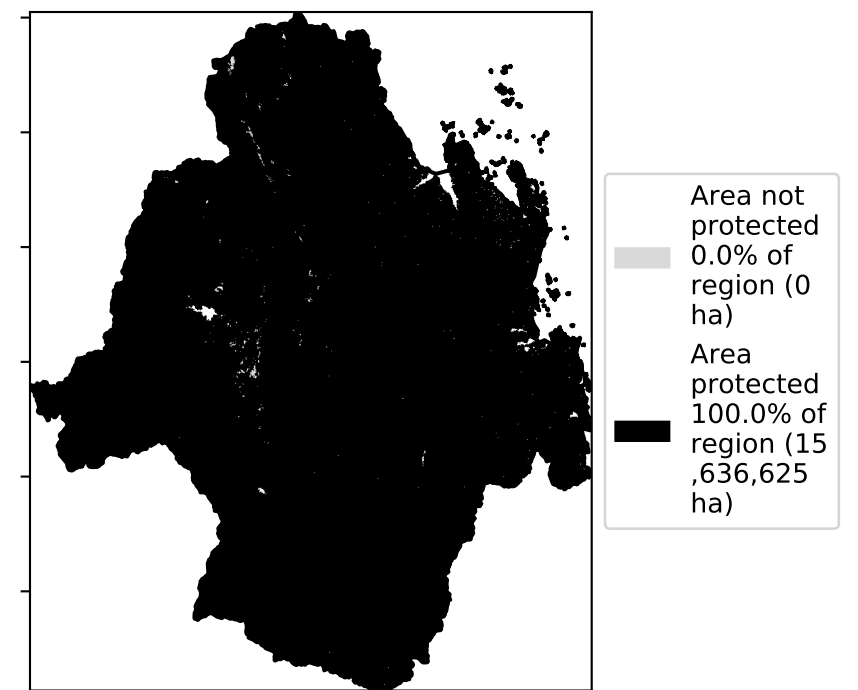 Area not
protected
0.0% of
region (0
ha)
Area
protected
100.0% of
region (15
,636,625
ha)